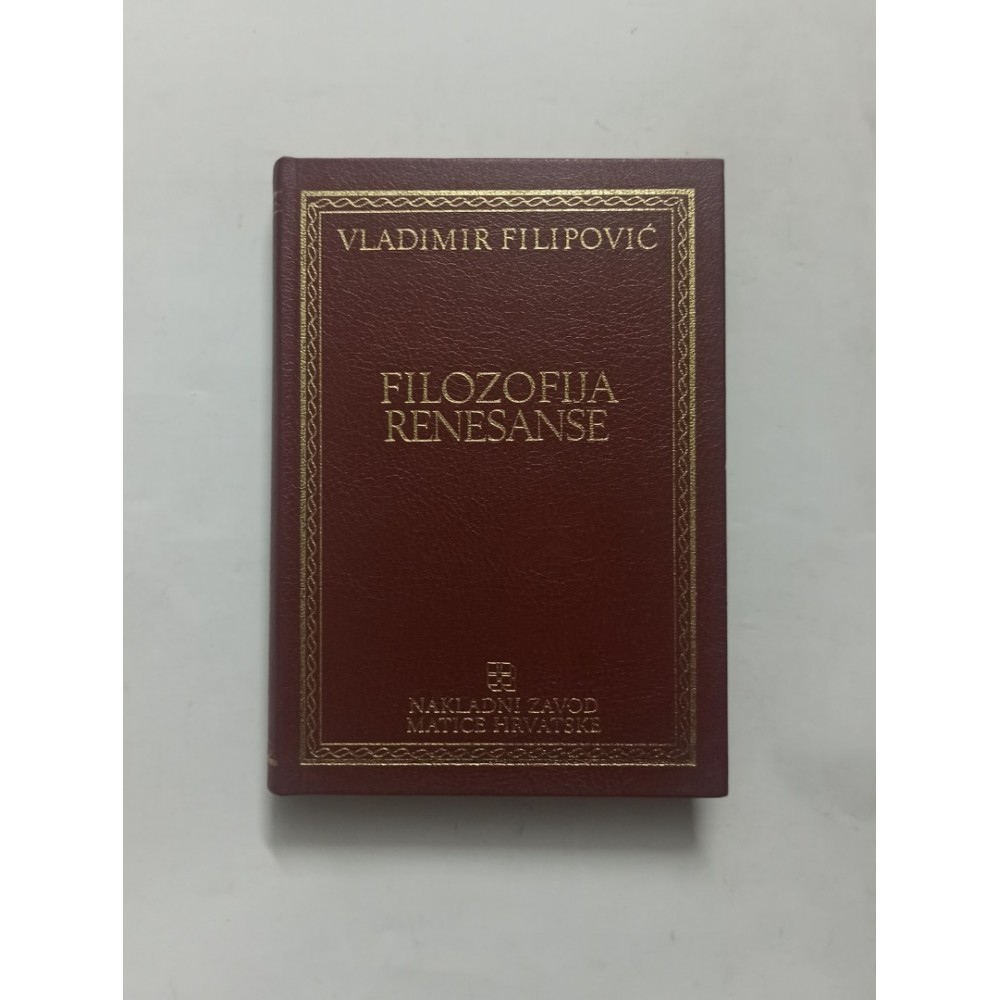 VLADIMIR FILIPOVIĆ
FILOZOFIJA
RENESANSE
NAKLADNI ZAVOD
MATICE HRVATSKE